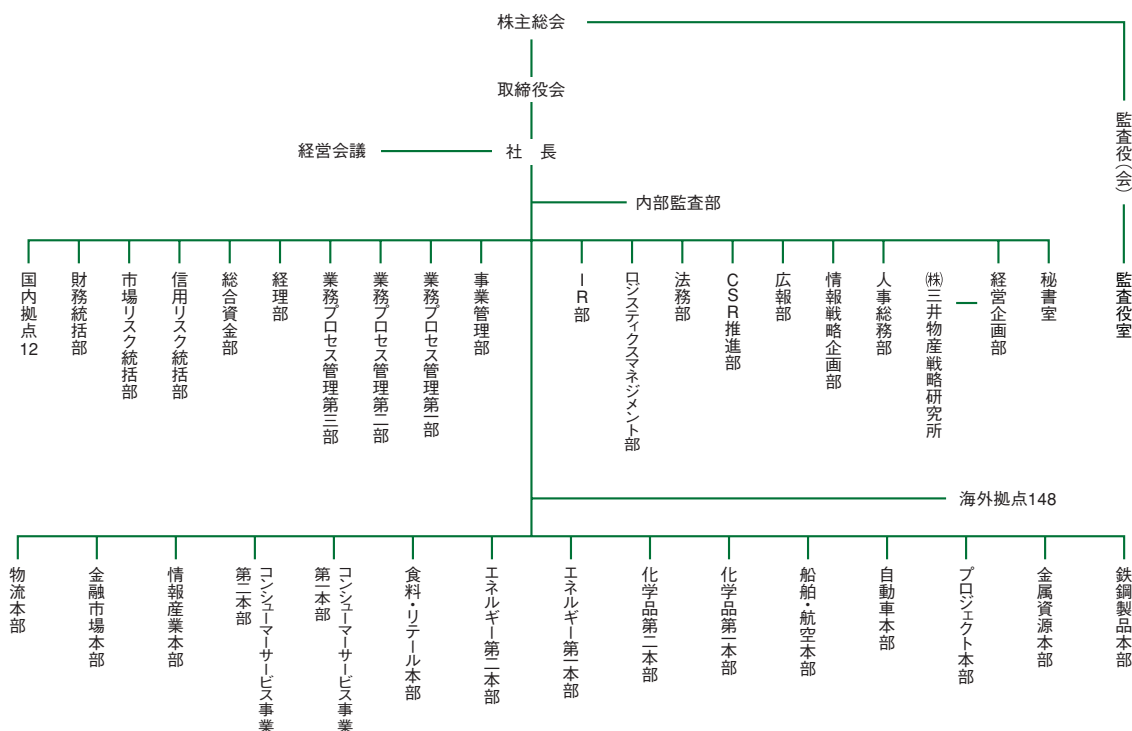 株主総会
取締役会
経営会議
社　長
監査役(会)
内部監査部
国内拠点12
財務統括部
市場リスク統括部
信用リスク統括部
総合資金部
経理部
業務プロセス管理第三部
業務プロセス管理第二部
業務プロセス管理第一部
事業管理部
IR部
ロジスティクスマネジメント部
法務部
CSR推進部
広報部
情報戦略企画部
人事総務部
㈱三井物産戦略研究所
経営企画部
秘書室
監査役室
海外拠点148
物流本部
金融市場本部
情報産業本部
コンシューマーサービス事業
第二本部
コンシューマーサービス事業
第一本部
食料・リテール本部
エネルギー第二本部
エネルギー第一本部
化学品第二本部
化学品第一本部
船舶・航空本部
自動車本部
プロジェクト本部
金属資源本部
鉄鋼製品本部